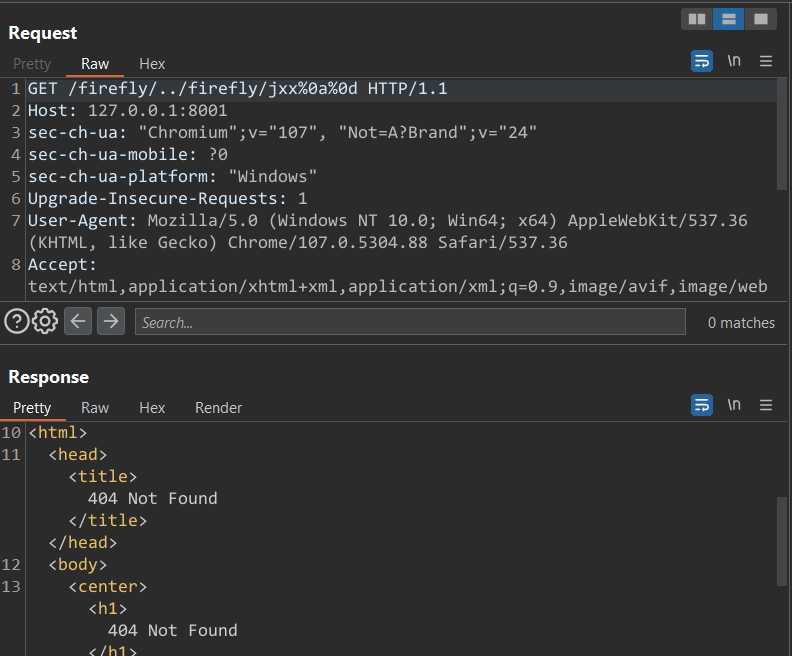 Request
Pretty Raw Hex \n
1 GET /firefly/../firefly/jxx%0a%0d HTTP/1.1
2 Host: 127.0.0.1:8001
3 sec-ch-ua: "Chromium";v="107", "Not=A?Brand";v="24"
4 sec-ch-ua-mobile: ?0
5 sec-ch-ua-platform: "Windows"
6 Upgrade-Insecure-Requests: 1
7 User-Agent: Mozilla/5.0 (Windows NT 10.0; Win64; x64) AppleWebKit/537.36
(KHTML, like Gecko) Chrome/107.0.5304.88 Safari/537.36
8 Accept:
text/html,application/xhtml+xml,application/xml;q=0.9,image/avif,image/web
Search... 0 matches
Response
Pretty Raw Hex Render \n
10 <html>
11 <head>
<title>
404 Not Found
</title>
</head>
12 <body>
13 <center>
<h1>
404 Not Found
</h1>